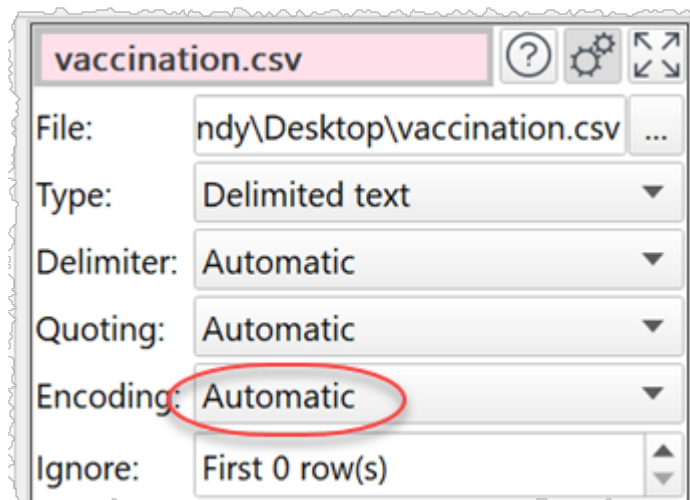 vaccination.csv ?
File: ndy\Desktop\vaccination.csv ...
Type: Delimited text
Delimiter: Automatic
Quoting: Automatic
Encoding: Automatic
Ignore: First 0 row(s)